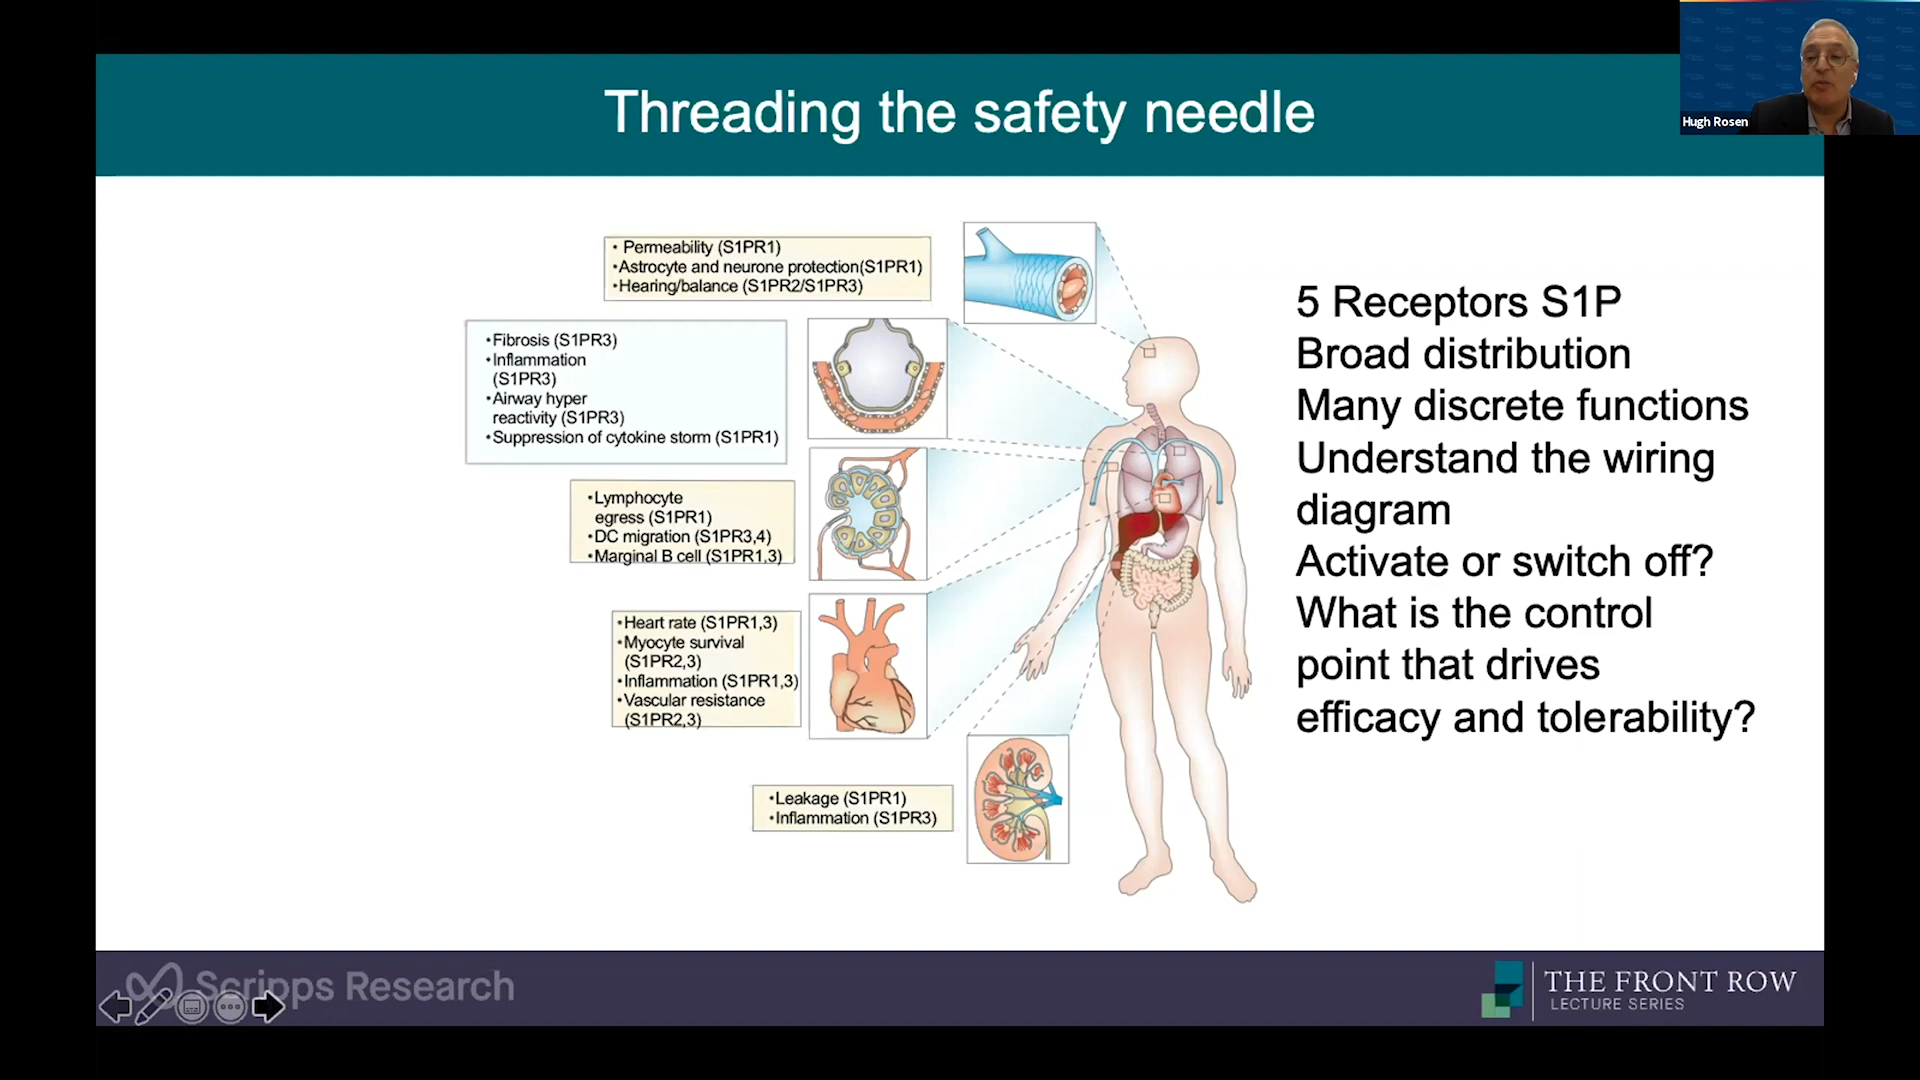 Threading the safety needle
Hugh Rosen
• Permeability (S1PR1)
•Astrocyte and neurone protection(S1PR1)
•Hearing/balance (S1PR2/S1PR3)
•Fibrosis (S1PR3)
•Inflammation
(S1PR3)
•Airway hyper
reactivity (S1PR3)
•Suppression of cytokine storm (S1PR1)
•Lymphocyte
egress (S1PR1)
•DC migration (S1PR3,4)
•Marginal B cell (S1PR1,3)
•Heart rate (S1PR1,3)
•Myocyte survival
(S1PR2,3)
•Inflammation (S1PR1,3)
•Vascular resistance
(S1PR2,3)
•Leakage (S1PR1)
•Inflammation (S1PR3)
5 Receptors S1P
Broad distribution
Many discrete functions
Understand the wiring
diagram
Activate or switch off?
What is the control
point that drives
efficacy and tolerability?
Scripps Research
THE FRONT ROW
LECTURE SERIES